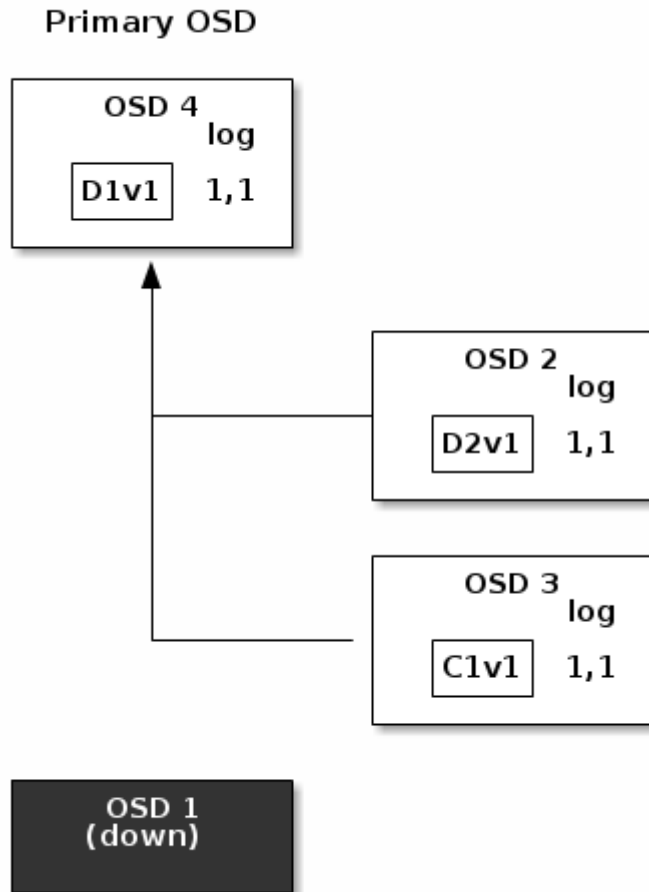 Primary OSD
OSD 4
log
D1v1 1,1
OSD 2
log
D2v1 1,1
OSD 3
log
C1v1 1,1
OSD 1
(down)